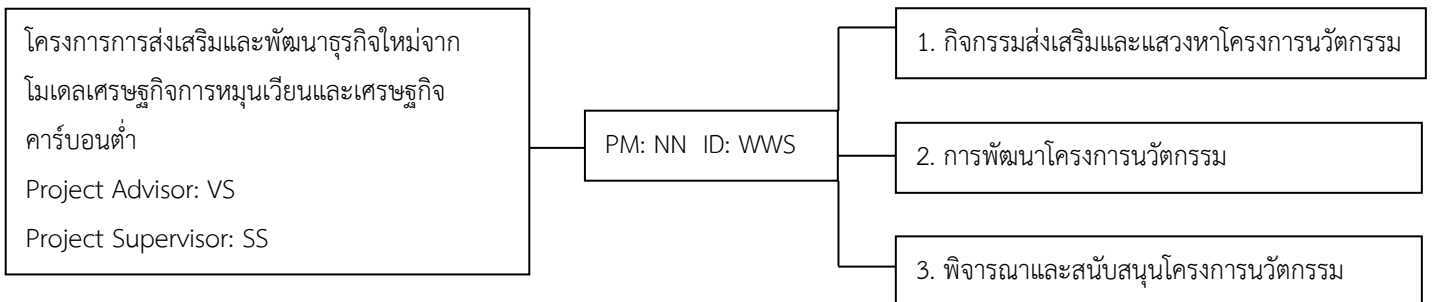 โครงการการส่งเสริมและพัฒนาธุรกิจใหม่จาก
โมเดลเศรษฐกิจการหมุนเวียนและเศรษฐกิจ
คาร์บอนต่ำ
Project Advisor: VS
Project Supervisor: SS
PM: NN ID: WWS
1. กิจกรรมส่งเสริมและแสวงหาโครงการนวัตกรรม
2. การพัฒนาโครงการนวัตกรรม
3. พิจารณาและสนับสนุนโครงการนวัตกรรม